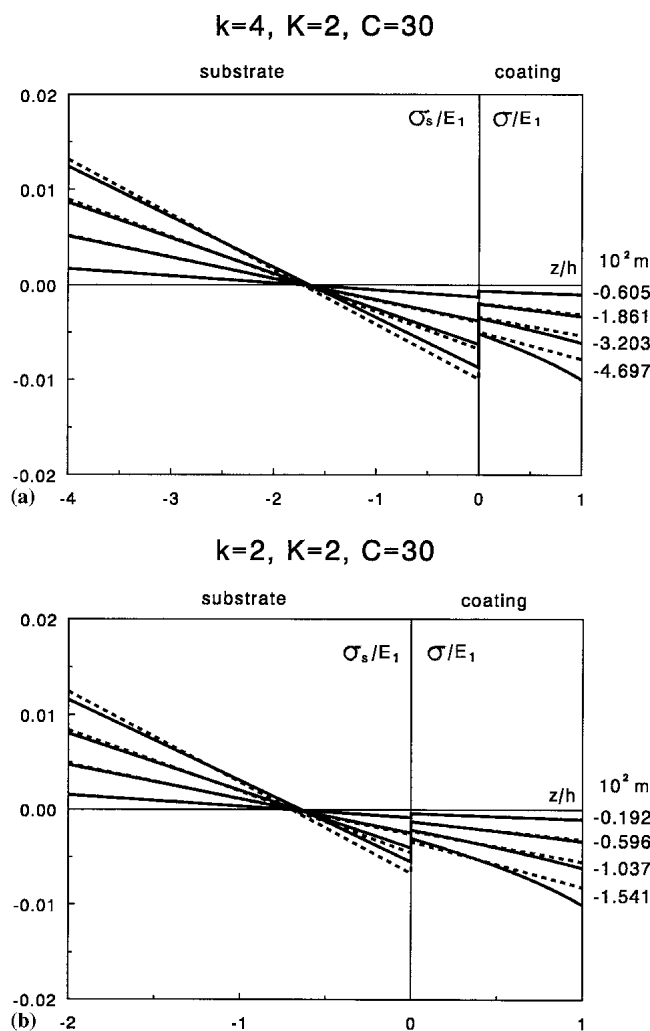 k=4, K=2, C=30
substrate coating
0.02
σs/E1 σ/E1
0.01
z/h 10² m
0.00
-0.605
-1.861
-3.203
-0.01
-4.697
-0.02
(a)
-4 -3 -2 -1 0 1
k=2, K=2, C=30
substrate coating
0.02
σs/E1 σ/E1
0.01
z/h 10² m
0.00
-0.192
-0.596
-1.037
-1.541
-0.01
-0.02
(b)
-2 -1 0 1